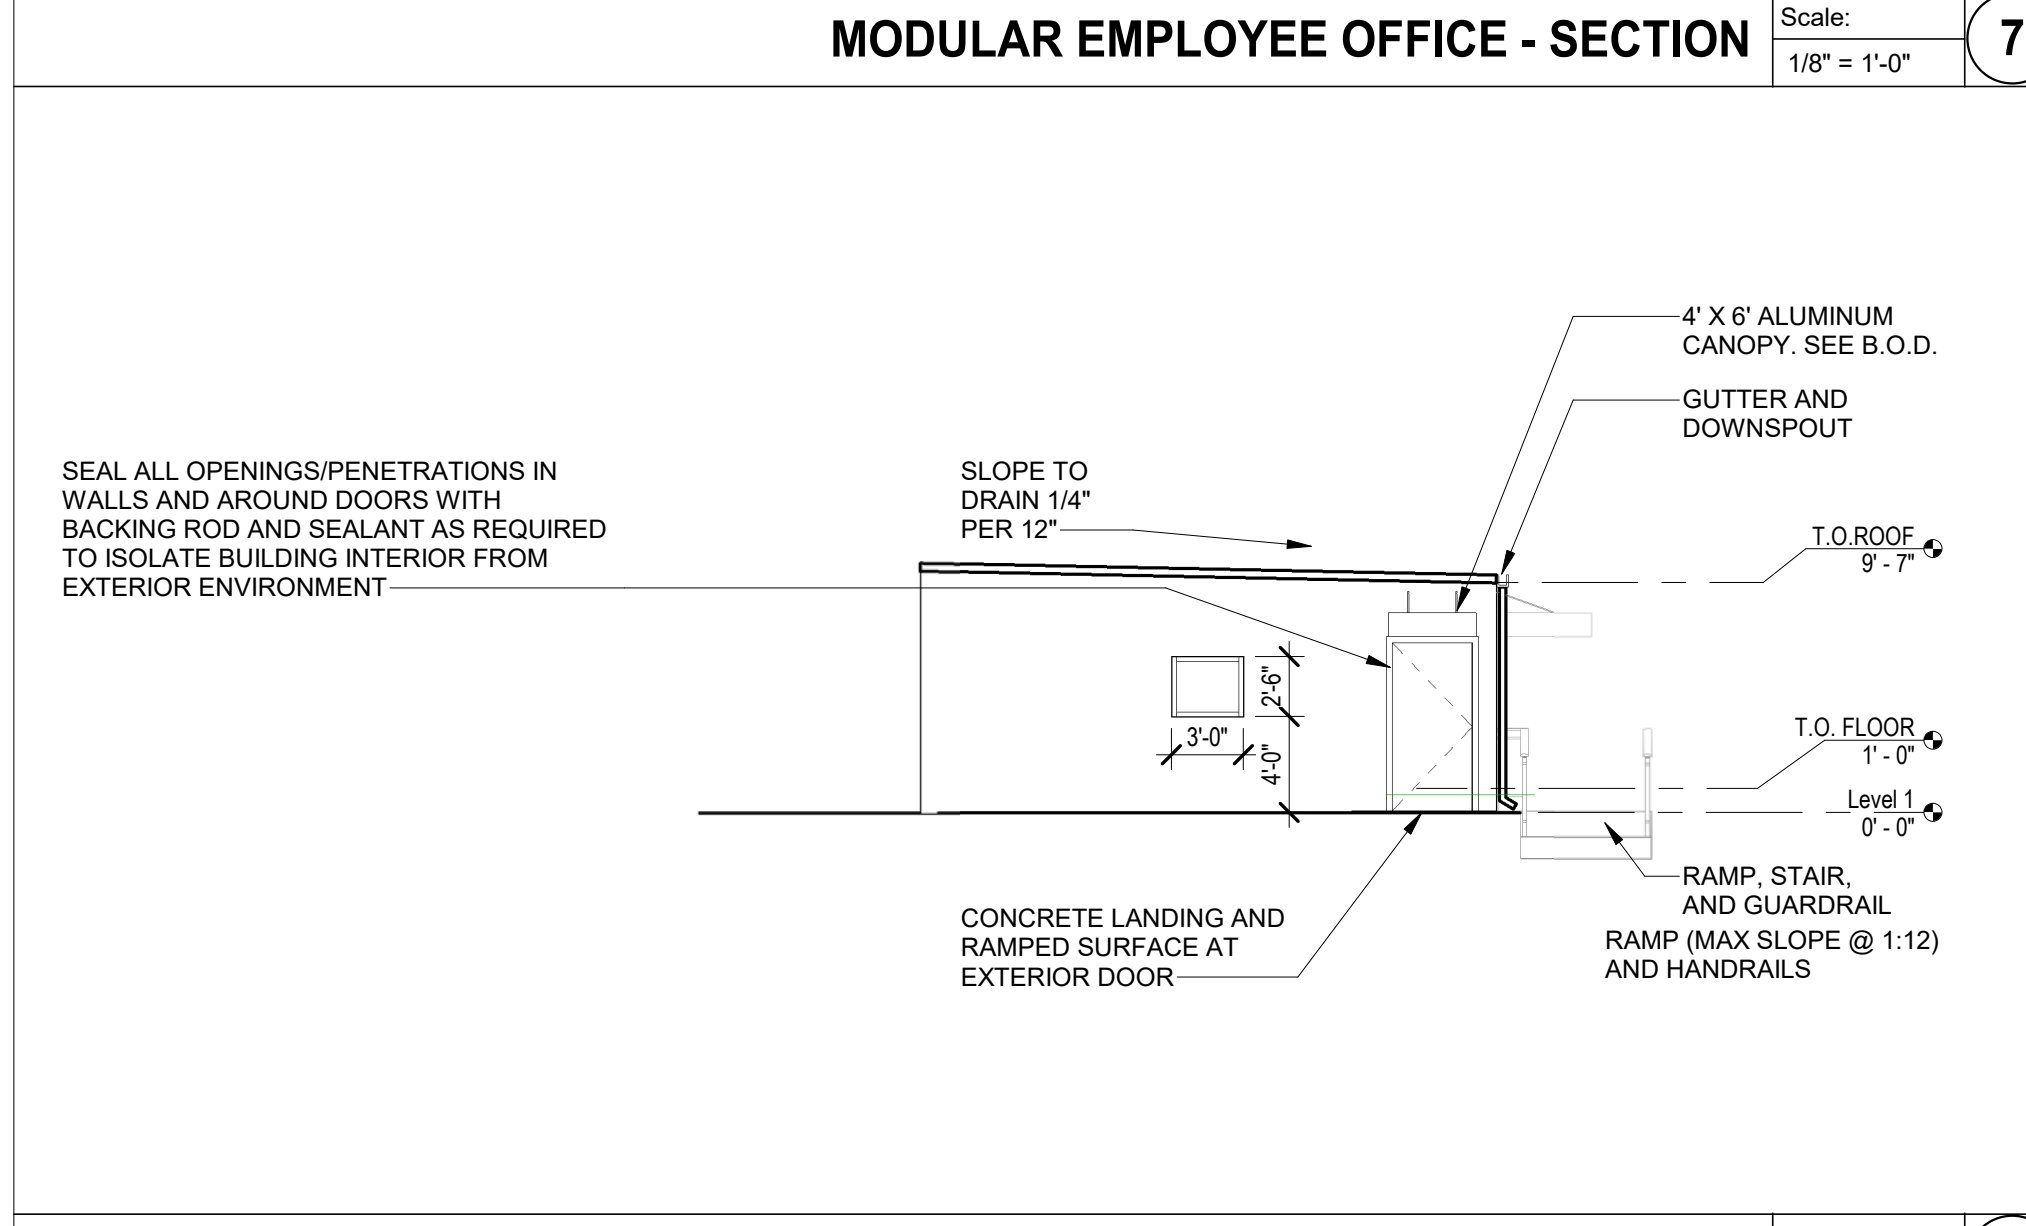 MODULAR EMPLOYEE OFFICE - SECTION
Scale:
1/8" = 1'-0"
7
4' X 6' ALUMINUM
CANOPY. SEE B.O.D.
GUTTER AND
DOWNSPOUT
SEAL ALL OPENINGS/PENETRATIONS IN
WALLS AND AROUND DOORS WITH
BACKING ROD AND SEALANT AS REQUIRED
TO ISOLATE BUILDING INTERIOR FROM
EXTERIOR ENVIRONMENT
SLOPE TO
DRAIN 1/4"
PER 12"
T.O.ROOF
9' - 7"
2'-6"
3'-0"
4'-0"
T.O. FLOOR
1' - 0"
Level 1
0' - 0"
RAMP, STAIR,
AND GUARDRAIL
RAMP (MAX SLOPE @ 1:12)
AND HANDRAILS
CONCRETE LANDING AND
RAMPED SURFACE AT
EXTERIOR DOOR